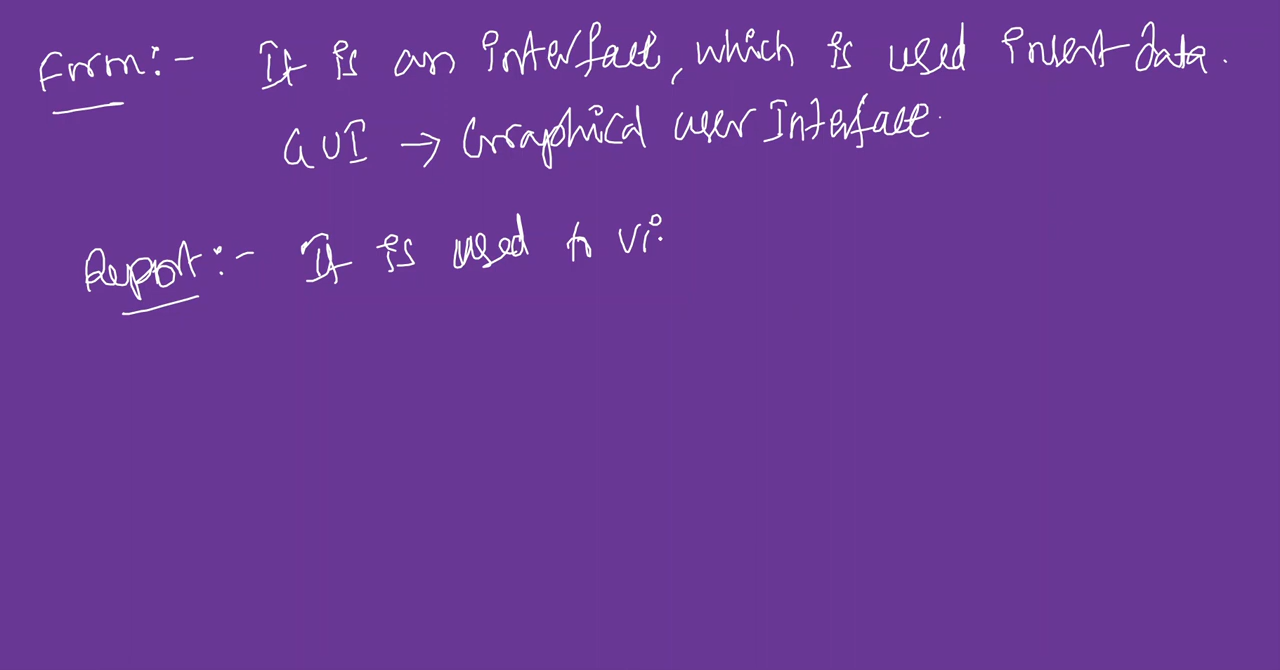 Form:- It is an interface, which is used insert data.
GUI → Graphical user Interface.
Report:- It is used to vi